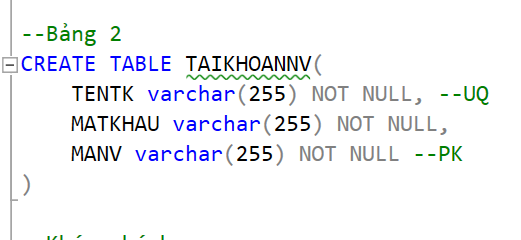 --Bảng 2
CREATE TABLE TAIKHOANNV(
TENTK varchar(255) NOT NULL, --UQ
MATKHAU varchar(255) NOT NULL,
MANV varchar(255) NOT NULL --PK
)